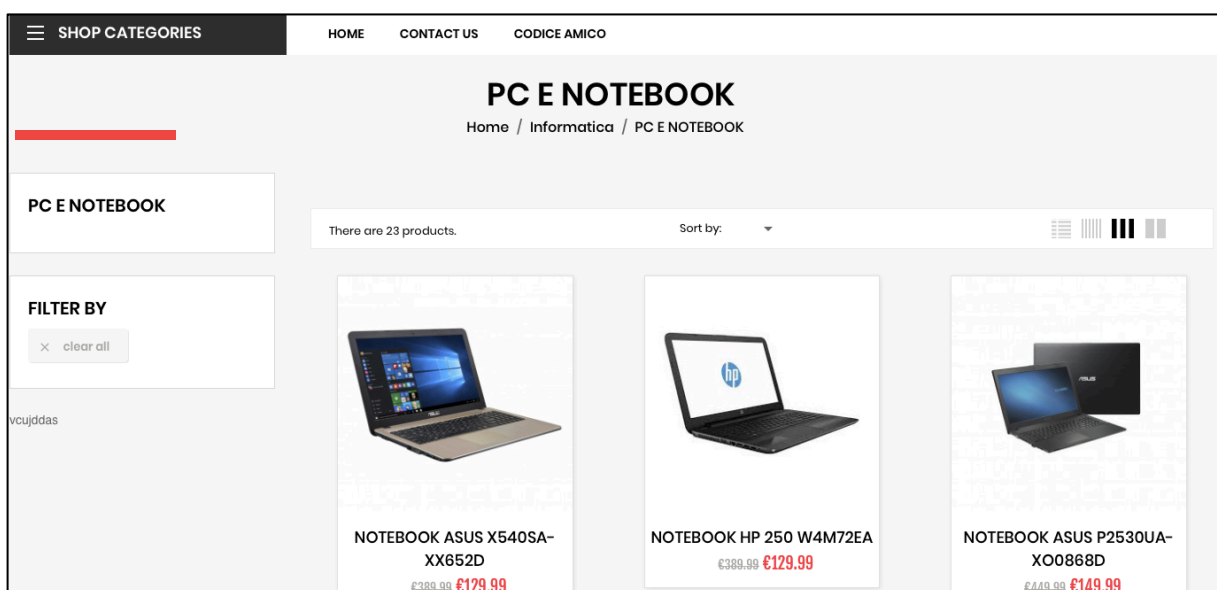 SHOP CATEGORIES
HOME CONTACT US CODICE AMICO
PC E NOTEBOOK
Home / Informatica / PC E NOTEBOOK
PC E NOTEBOOK
There are 23 products.
Sort by:
FILTER BY
× clear all
vcujddas
hp
ASUS
NOTEBOOK ASUS X540SA-
XX652D
€389.99 €129.99
NOTEBOOK HP 250 W4M72EA
€389.99 €129.99
NOTEBOOK ASUS P2530UA-
XO0868D
€449.99 €149.99